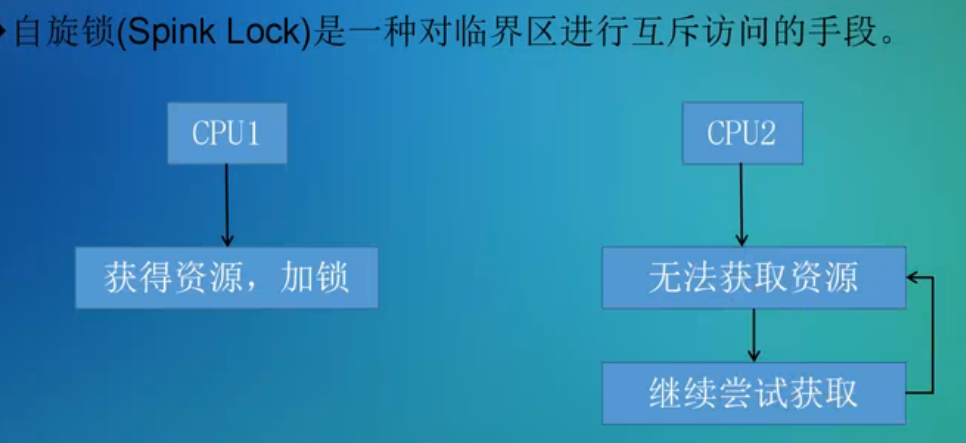 自旋锁(Spink Lock)是一种对临界区进行互斥访问的手段。
CPU1
CPU2
获得资源，加锁
无法获取资源
继续尝试获取